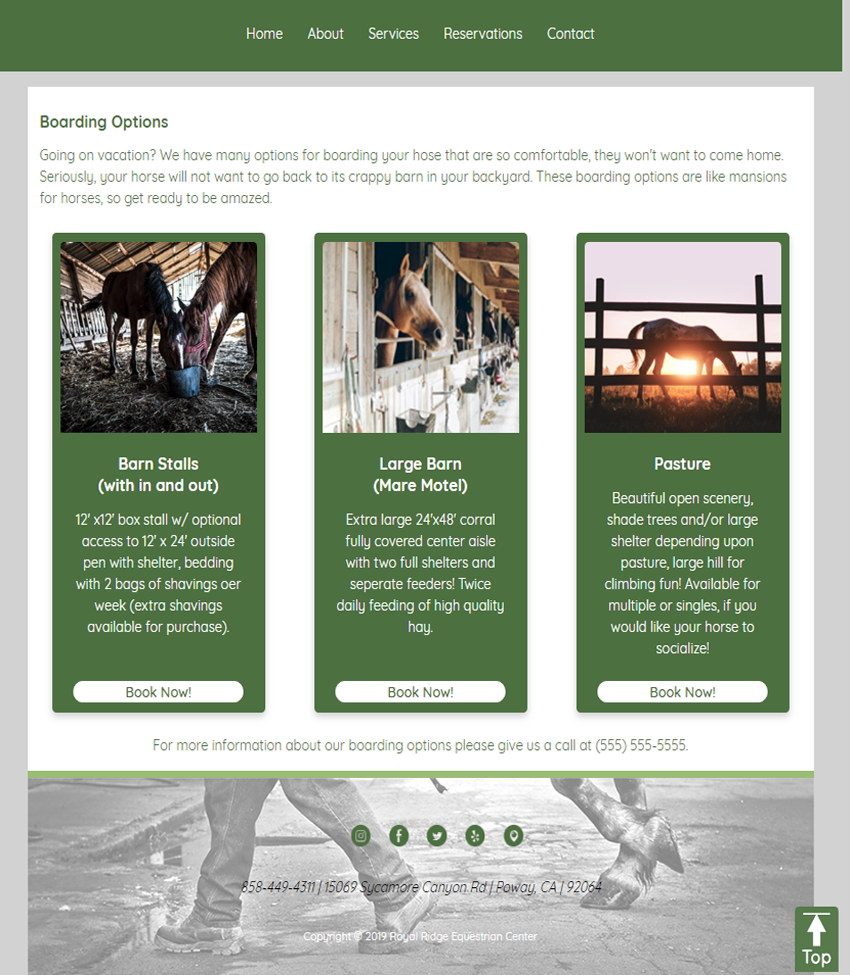 Home About Services Reservations Contact
Boarding Options
Going on vacation? We have many options for boarding your hose that are so comfortable, they won't want to come home.
Seriously, your horse will not want to go back to its crappy barn in your backyard. These boarding options are like mansions
for horses, so get ready to be amazed.
Barn Stalls
(with in and out)
12' x12' box stall w/ optional
access to 12' x 24' outside
pen with shelter, bedding
with 2 bags of shavings oer
week (extra shavings
available for purchase).
Book Now!
Large Barn
(Mare Motel)
Extra large 24'x48' corral
fully covered center aisle
with two full shelters and
seperate feeders! Twice
daily feeding of high quality
hay.
Book Now!
Pasture
Beautiful open scenery,
shade trees and/or large
shelter depending upon
pasture, large hill for
climbing fun! Available for
multiple or singles, if you
would like your horse to
socialize!
Book Now!
For more information about our boarding options please give us a call at (555) 555-5555.
858-449-4311 | 15069 Sycamore Canyon Rd | Poway, CA | 92064
Copyright © 2019 Royal Ridge Equestrian Center
Top